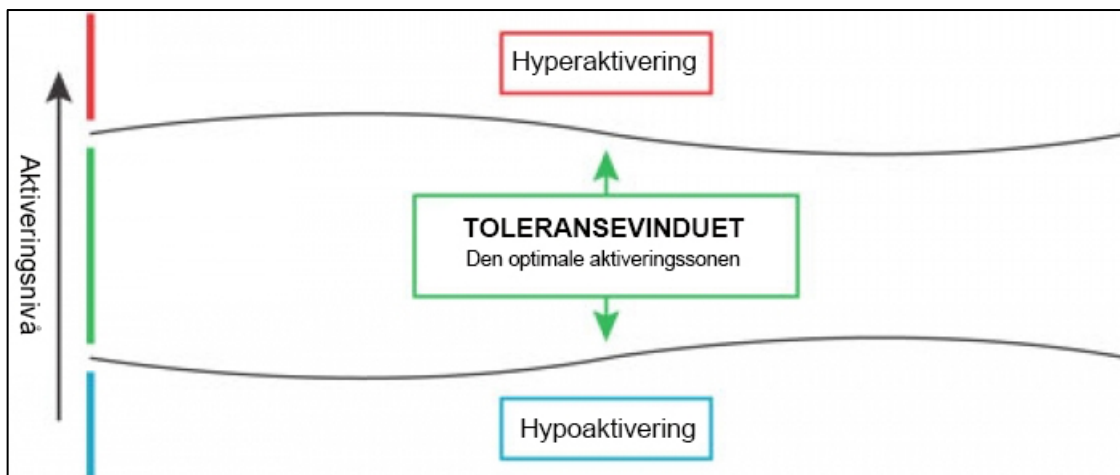 Hyperaktivering
Aktiveringsnivå
TOLERANSEVINDUET
Den optimale aktiveringssonen
Hypoaktivering